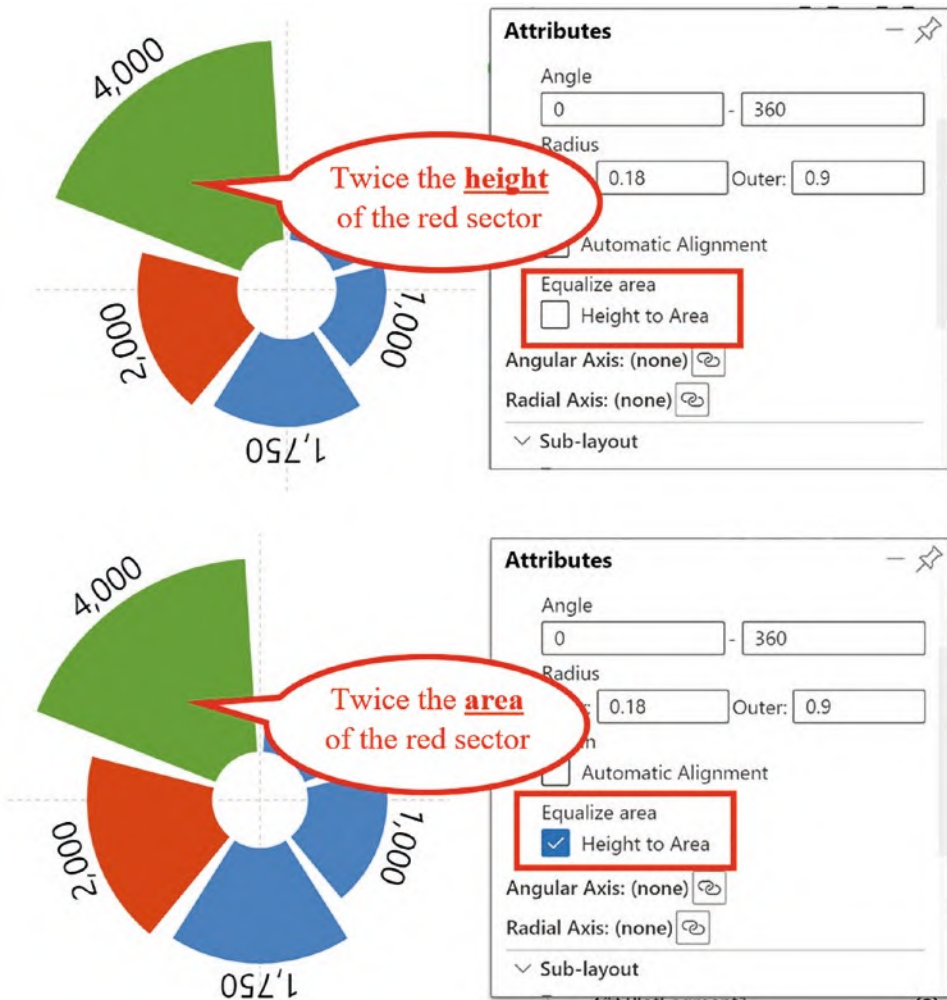 4,000
2,000
1,750
1,000
Twice the height
of the red sector
Attributes
Angle
0 - 360
Radius
0.18 Outer: 0.9
Automatic Alignment
Equalize area
Height to Area
Angular Axis: (none)
Radial Axis: (none)
Sub-layout
4,000
2,000
1,750
1,000
Twice the area
of the red sector
Attributes
Angle
0 - 360
Radius
0.18 Outer: 0.9
Automatic Alignment
Equalize area
Height to Area
Angular Axis: (none)
Radial Axis: (none)
Sub-layout